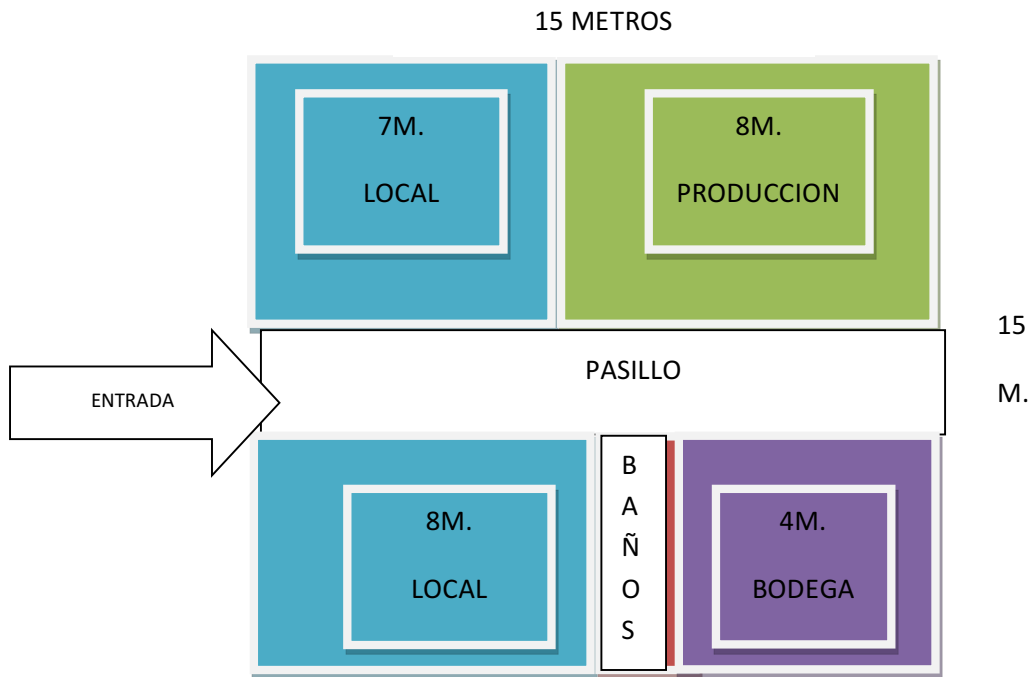 15 METROS
7M.
LOCAL
8M.
PRODUCCION
15
M.
PASILLO
ENTRADA
8M.
LOCAL
B
A
Ñ
O
S
4M.
BODEGA